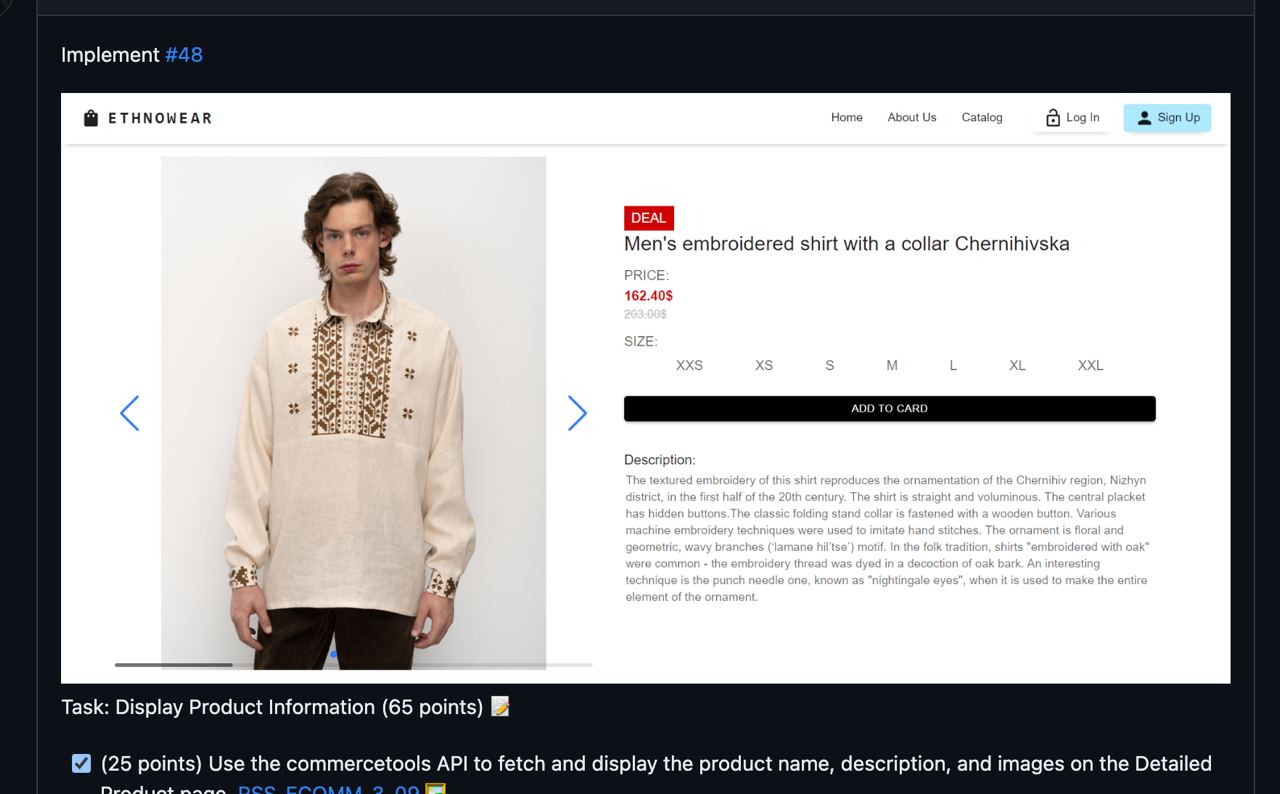 Implement #48
ETHNOWEAR
Home About Us Catalog Log In Sign Up
DEAL
Men's embroidered shirt with a collar Chernihivska
PRICE:
162.40$
203.00$
SIZE:
XXS XS S M L XL XXL
ADD TO CARD
Description:
The textured embroidery of this shirt reproduces the ornamentation of the Chernihiv region, Nizhyn
district, in the first half of the 20th century. The shirt is straight and voluminous. The central placket
has hidden buttons.The classic folding stand collar is fastened with a wooden button. Various
machine embroidery techniques were used to imitate hand stitches. The ornament is floral and
geometric, wavy branches (‘lamane hil’tse’) motif. In the folk tradition, shirts "embroidered with oak"
were common - the embroidery thread was dyed in a decoction of oak bark. An interesting
technique is the punch needle one, known as "nightingale eyes", when it is used to make the entire
element of the ornament.
Task: Display Product Information (65 points) 📝
(25 points) Use the commercetools API to fetch and display the product name, description, and images on the Detailed
Product page. RSS_ECOMM_3_09 🖼️